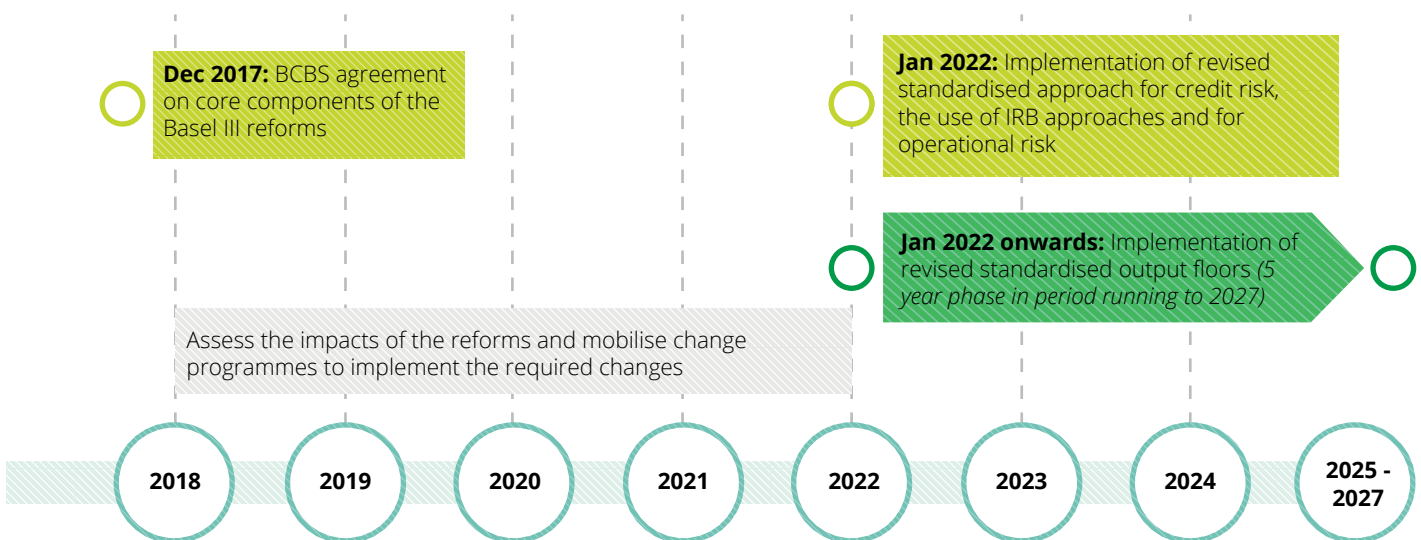 Dec 2017: BCBS agreement
on core components of the
Basel III reforms
Jan 2022: Implementation of revised
standardised approach for credit risk,
the use of IRB approaches and for
operational risk
Jan 2022 onwards: Implementation of
revised standardised output floors (5
year phase in period running to 2027)
Assess the impacts of the reforms and mobilise change
programmes to implement the required changes
2018
2019
2020
2021
2022
2023
2024
2025 -
2027